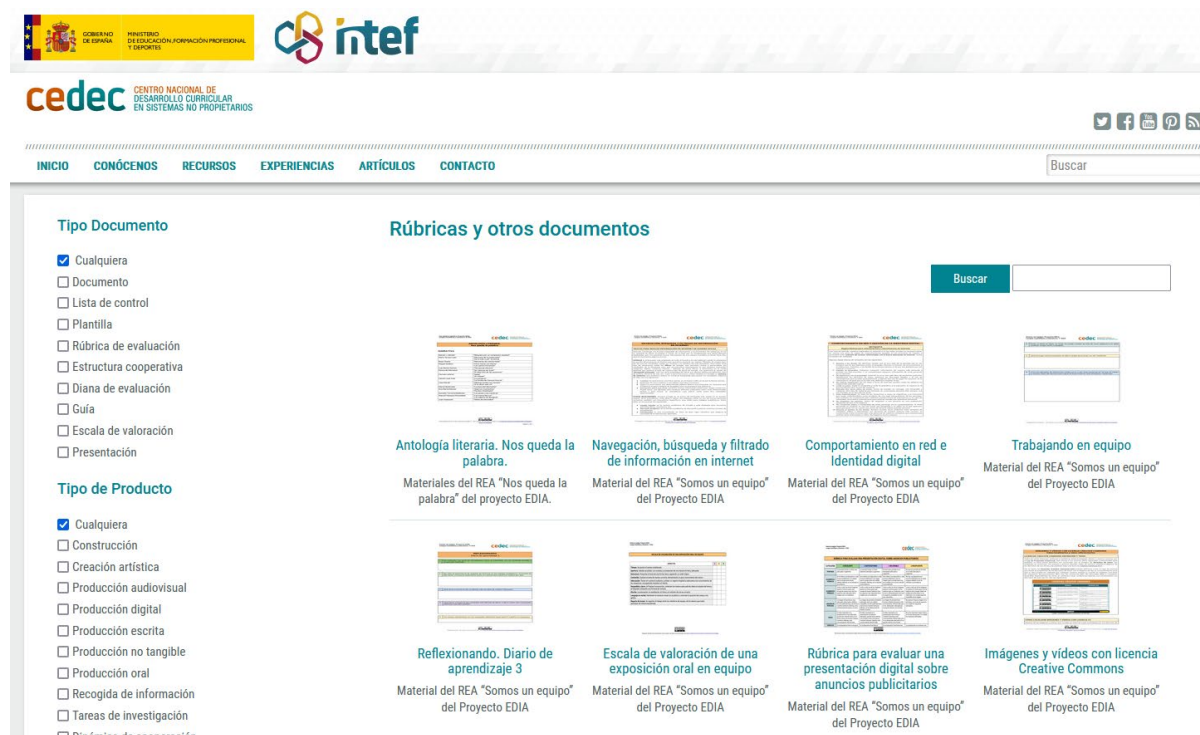 GOBIERNO
DE ESPAÑA
MINISTERIO
DE EDUCACIÓN, FORMACIÓN PROFESIONAL
Y DEPORTES
intef
cedec
CENTRO NACIONAL DE
DESARROLLO CURRICULAR
EN SISTEMAS NO PROPIETARIOS
INICIO CONÓCENOS RECURSOS EXPERIENCIAS ARTÍCULOS CONTACTO
Buscar
Tipo Documento
Cualquiera
Documento
Lista de control
Plantilla
Rúbrica de evaluación
Estructura cooperativa
Diana de evaluación
Guía
Escala de valoración
Presentación
Tipo de Producto
Cualquiera
Construcción
Creación artística
Producción audiovisual
Producción digital
Producción escrita
Producción no tangible
Producción oral
Recogida de información
Tareas de investigación
Dinámica de cooperación
Rúbricas y otros documentos
Buscar
Antología literaria. Nos queda la
palabra.
Materiales del REA "Nos queda la
palabra" del proyecto EDIA.
Navegación, búsqueda y filtrado
de información en internet
Material del REA "Somos un equipo"
del Proyecto EDIA
Comportamiento en red e
Identidad digital
Material del REA "Somos un equipo"
del Proyecto EDIA
Trabajando en equipo
Material del REA "Somos un equipo"
del Proyecto EDIA
Reflexionando. Diario de
aprendizaje 3
Material del REA "Somos un equipo"
del Proyecto EDIA
Escala de valoración de una
exposición oral en equipo
Material del REA "Somos un equipo"
del Proyecto EDIA
Rúbrica para evaluar una
presentación digital sobre
anuncios publicitarios
Material del REA "Somos un equipo"
del Proyecto EDIA
Imágenes y vídeos con licencia
Creative Commons
Material del REA "Somos un equipo"
del Proyecto EDIA